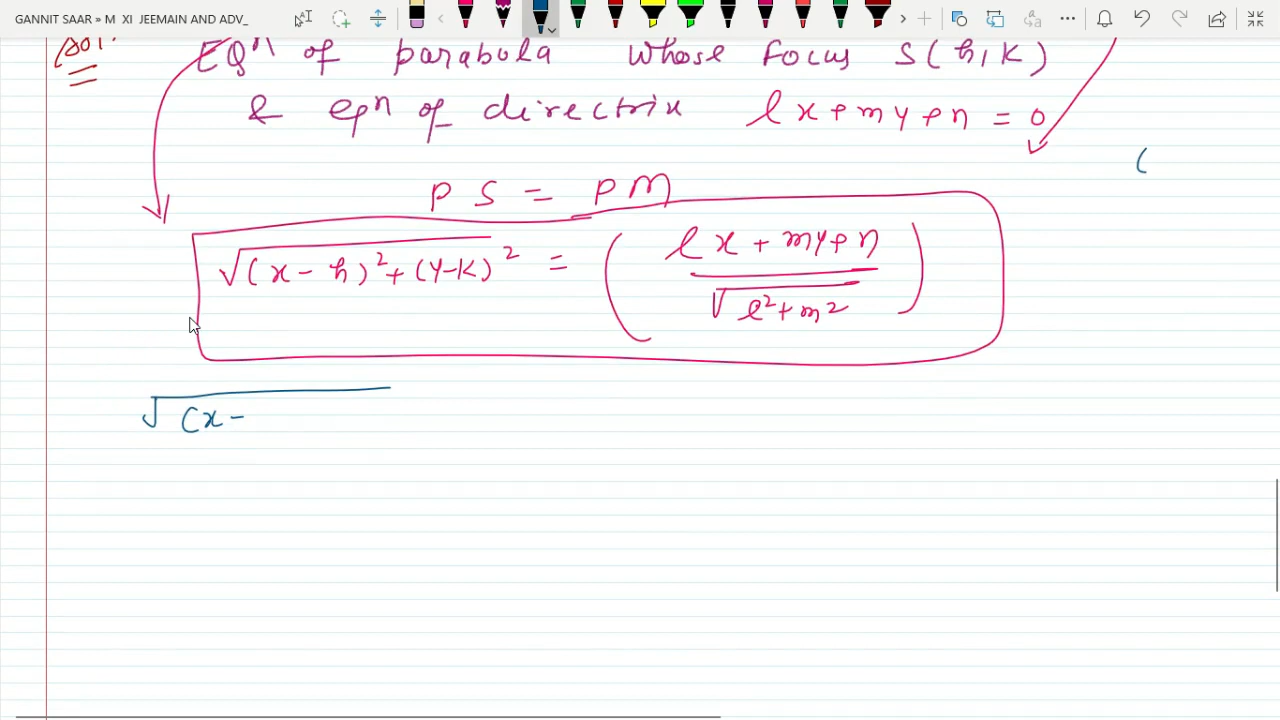 GANNIT SAAR » M XI JEEMAIN AND ADV_
Sol:
EQⁿ of parabola whose focus S(h, k)
& eqⁿ of directrix lx + my + n = 0
PS = PM
√(x - h)² + (y - k)² = ( lx + my + n / √l² + m² )
√(x -
(